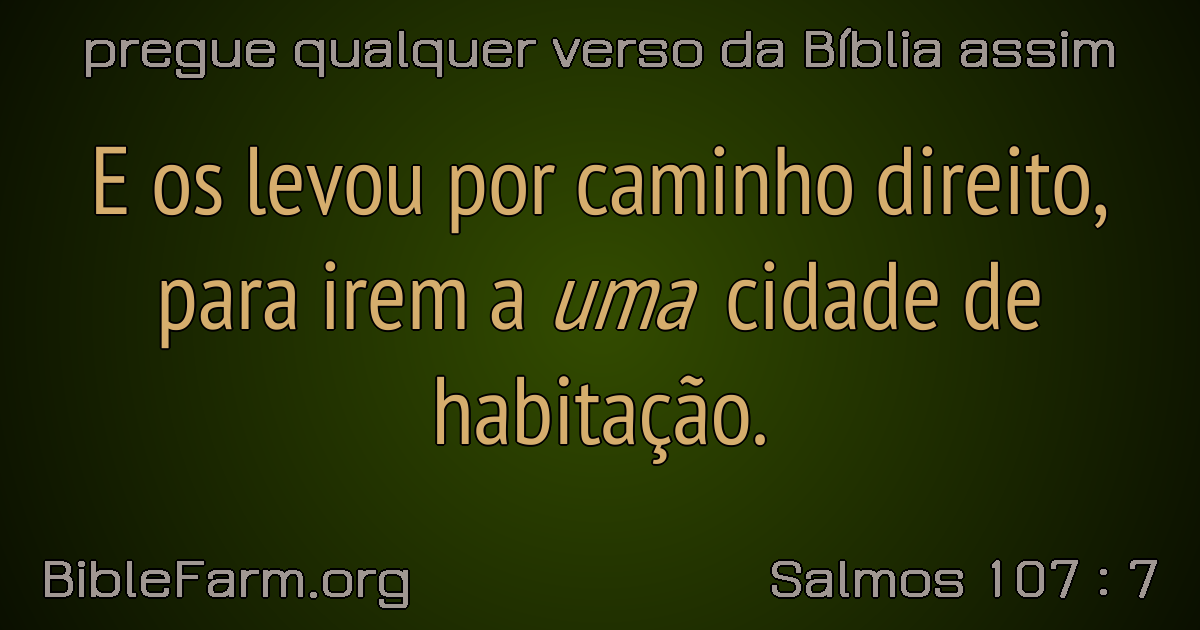 pregue qualquer verso da Bíblia assim
E os levou por caminho direito,
para irem a uma cidade de
habitação.
BibleFarm.org
Salmos 107 : 7